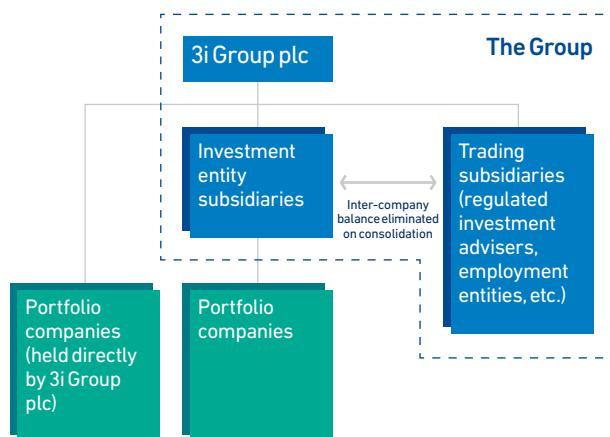 The Group
3i Group plc
Investment
entity
subsidiaries
Inter-company
balance eliminated
on consolidation
Trading
subsidiaries
(regulated
investment
advisers,
employment
entities, etc.)
Portfolio
companies
(held directly
by 3i Group
plc)
Portfolio
companies